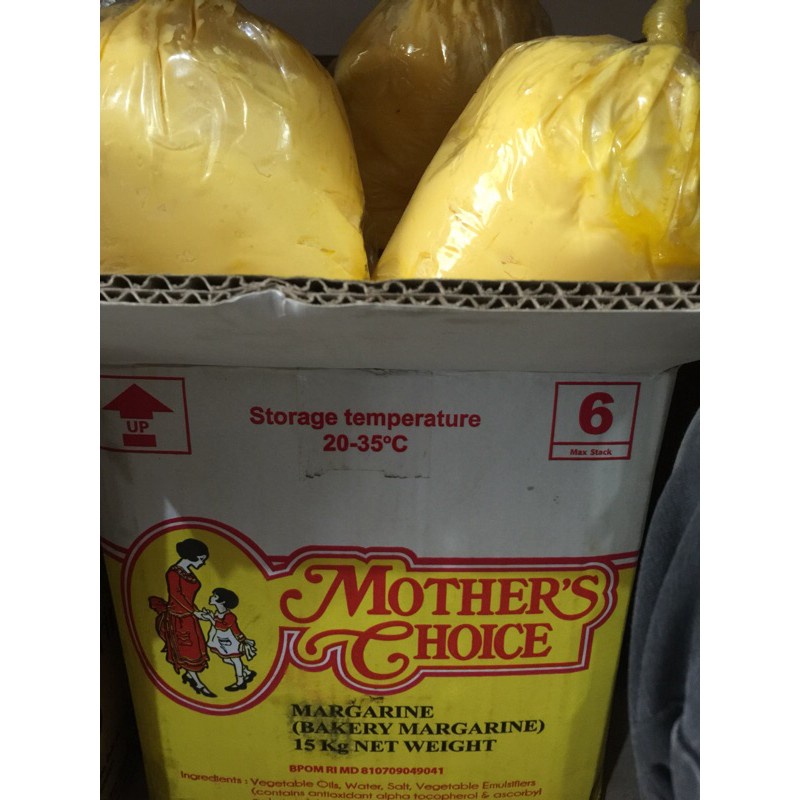 UP
Storage temperature
20-35°C
6
Max Stack
MOTHER'S
CHOICE
MARGARINE
(BAKERY MARGARINE)
15 Kg NET WEIGHT
BPOM RI MD 810709049041
Ingredients : Vegetable Oils, Water, Salt, Vegetable Emulsifiers
(contains antioxidant alpha tocopherol & ascorbyl